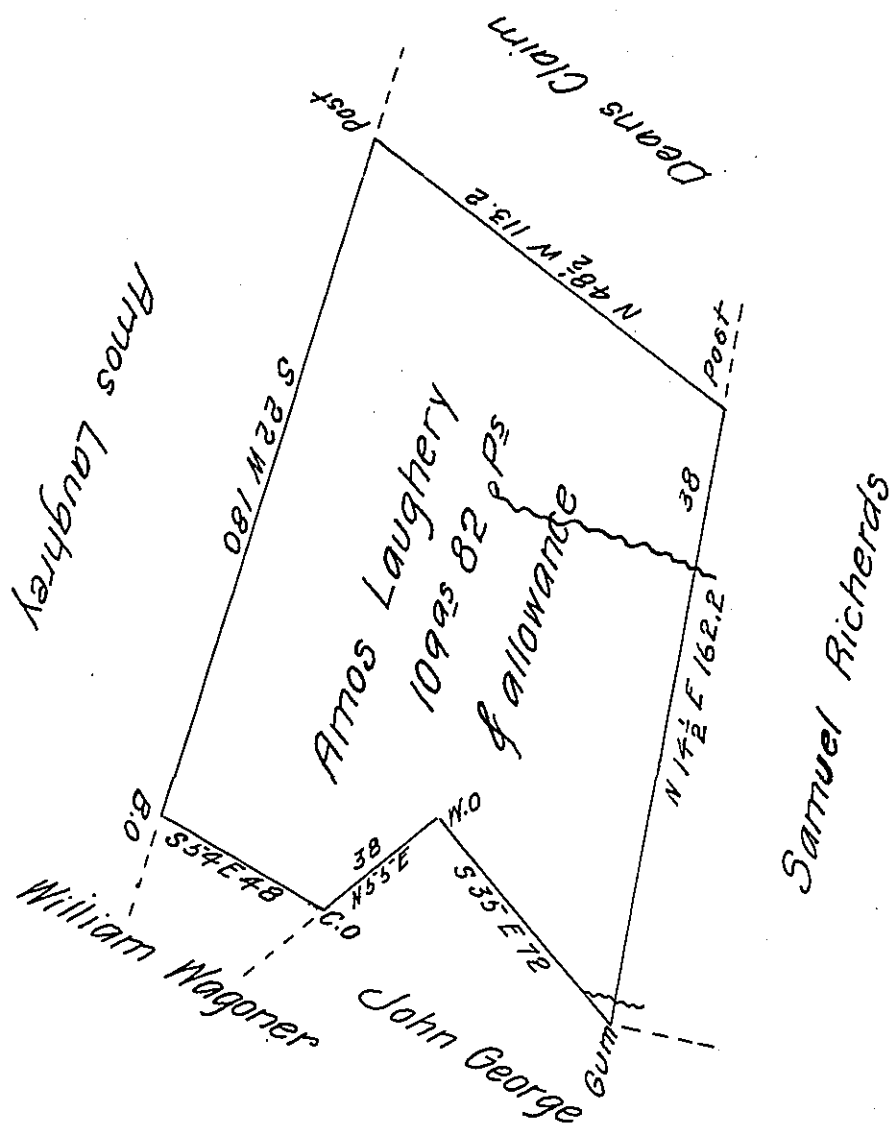 Deans Claim
Post
N 48½ W 113.2
Post
Amos Laughrey
S 22 W 180
Amos Laughery
109 as 82 Ps
& allowance
38
N 14½ E 162.2
Samuel Richerds
B.O
S 54 E 48
C.O
38
N 55 E
W.O
S 35 E 72
Gum
William Wagoner
John George